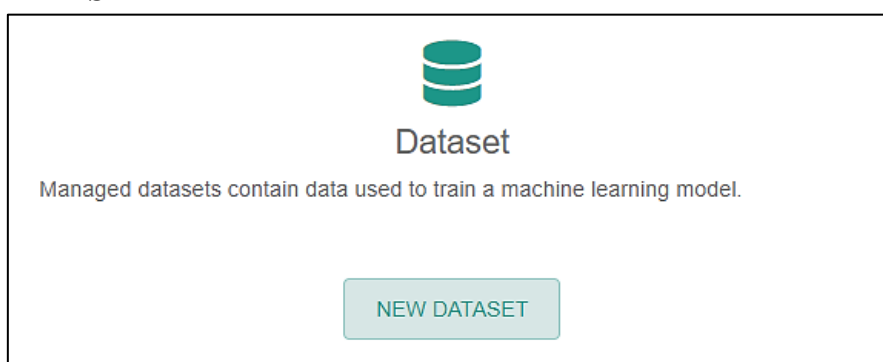 Dataset
Managed datasets contain data used to train a machine learning model.
NEW DATASET